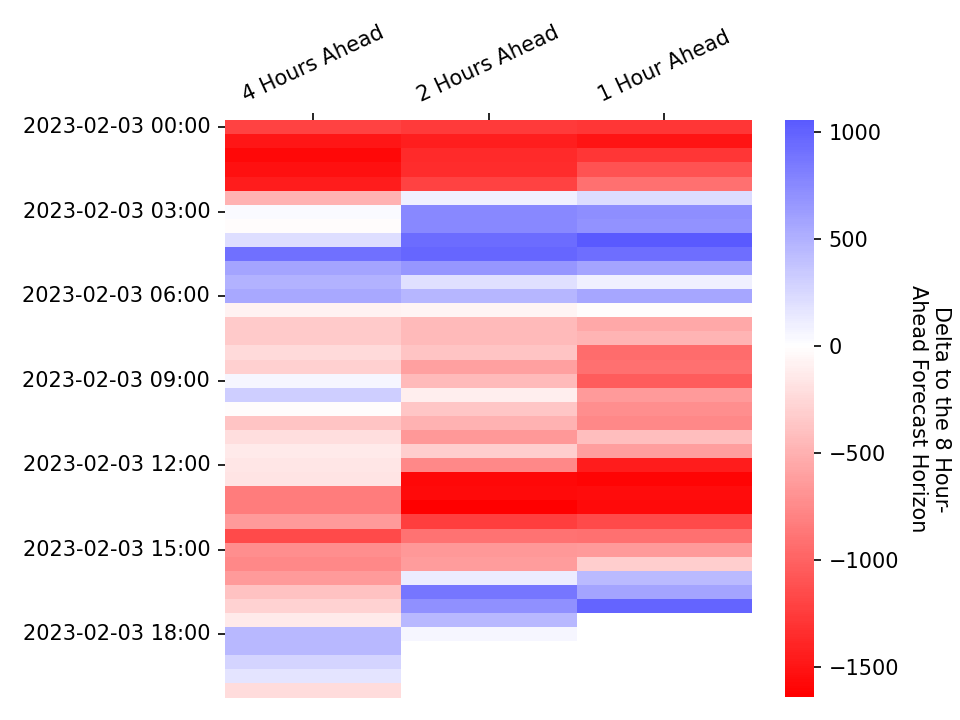 4 Hours Ahead
2 Hours Ahead
1 Hour Ahead
2023-02-03 00:00
2023-02-03 03:00
2023-02-03 06:00
2023-02-03 09:00
2023-02-03 12:00
2023-02-03 15:00
2023-02-03 18:00
1000
500
0
−500
−1000
−1500
Delta to the 8 Hour-
Ahead Forecast Horizon